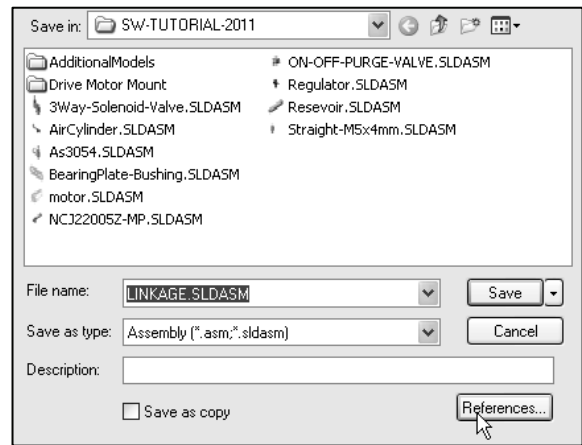 Save in: SW-TUTORIAL-2011
AdditionalModels
Drive Motor Mount
3Way-Solenoid-Valve.SLDASM
AirCylinder.SLDASM
As3054.SLDASM
BearingPlate-Bushing.SLDASM
motor.SLDASM
NCJ22005Z-MP.SLDASM
ON-OFF-PURGE-VALVE.SLDASM
Regulator.SLDASM
Resevoir.SLDASM
Straight-M5x4mm.SLDASM
File name: LINKAGE.SLDASM Save
Save as type: Assembly (*.asm;*.sldasm) Cancel
Description:
Save as copy References...